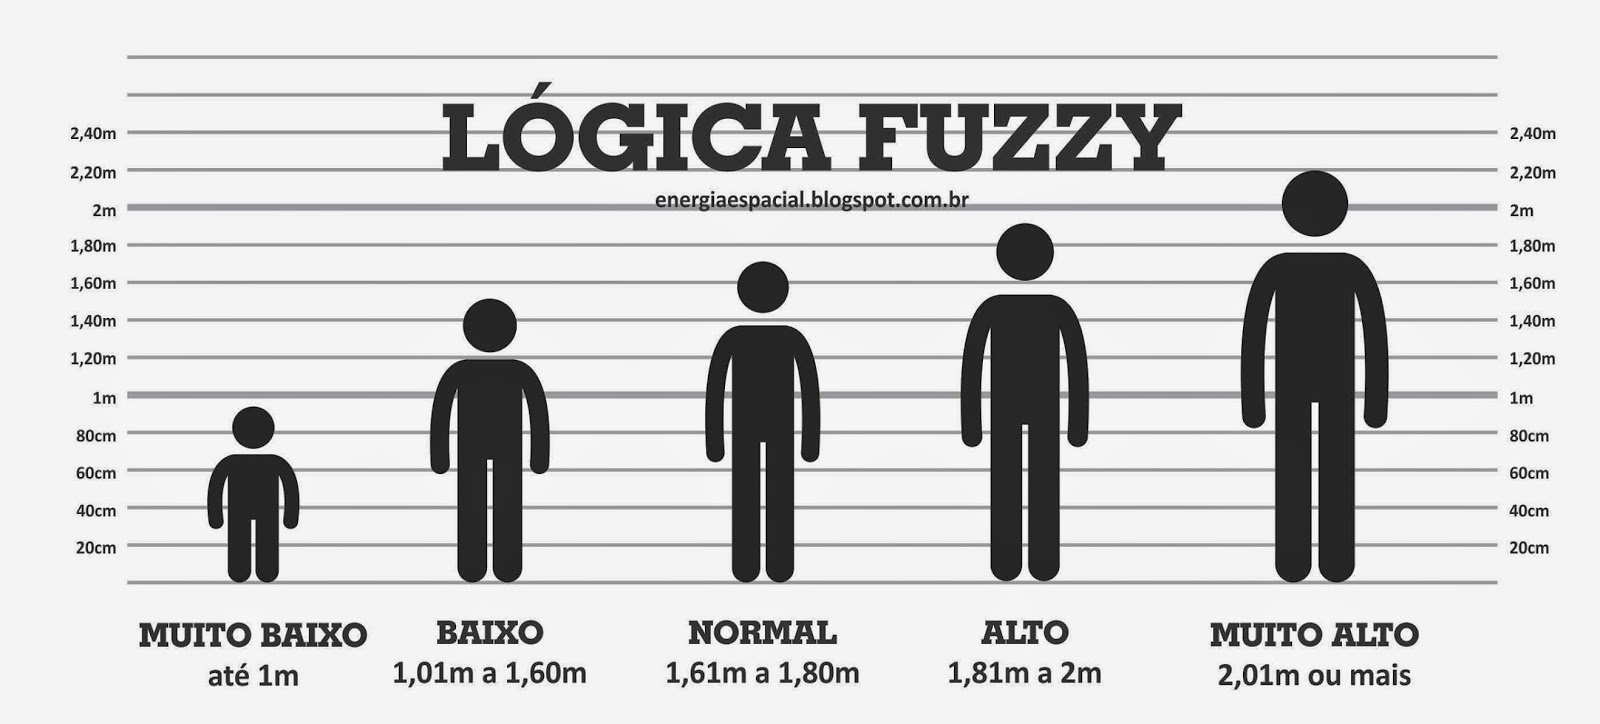 LÓGICA FUZZY
energiaespacial.blogspot.com.br
2,40m 2,40m
2,20m 2,20m
2m 2m
1,80m 1,80m
1,60m 1,60m
1,40m 1,40m
1,20m 1,20m
1m 1m
80cm 80cm
60cm 60cm
40cm 40cm
20cm 20cm
MUITO BAIXO BAIXO NORMAL ALTO MUITO ALTO
até 1m 1,01m a 1,60m 1,61m a 1,80m 1,81m a 2m 2,01m ou mais